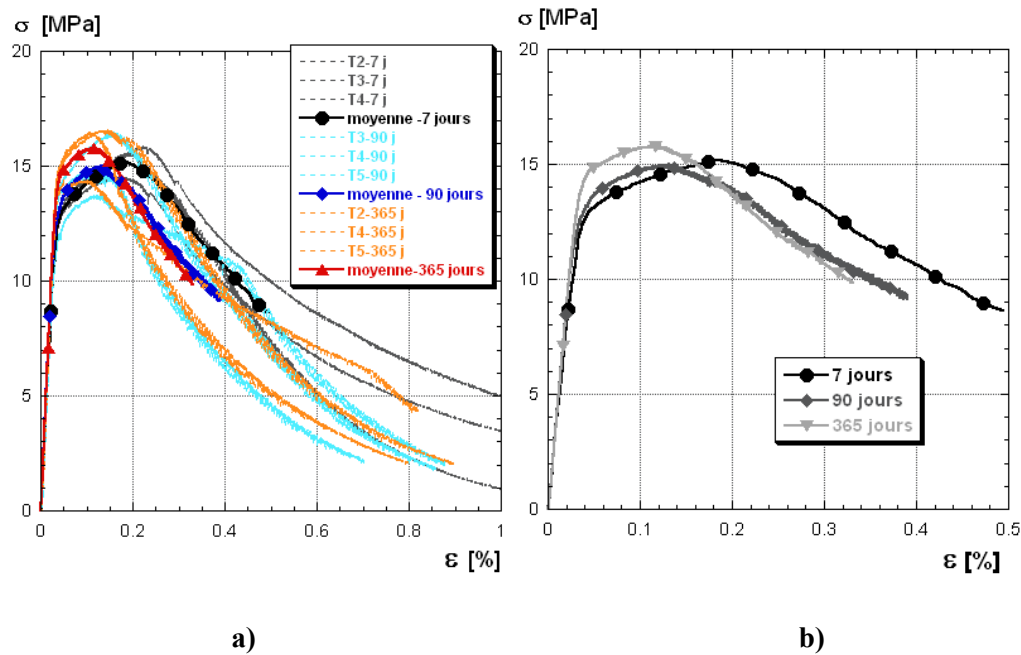 σ [MPa]
20
15
10
5
0
0
0.2
0.4
0.6
0.8
1
ε [%]
T2-7 j
T3-7 j
T4-7 j
moyenne -7 jours
T3-90 j
T4-90 j
T5-90 j
moyenne - 90 jours
T2-365 j
T4-365 j
T5-365 j
moyenne-365 jours
a)
σ [MPa]
20
15
10
5
0
0
0.1
0.2
0.3
0.4
0.5
ε [%]
7 jours
90 jours
365 jours
b)